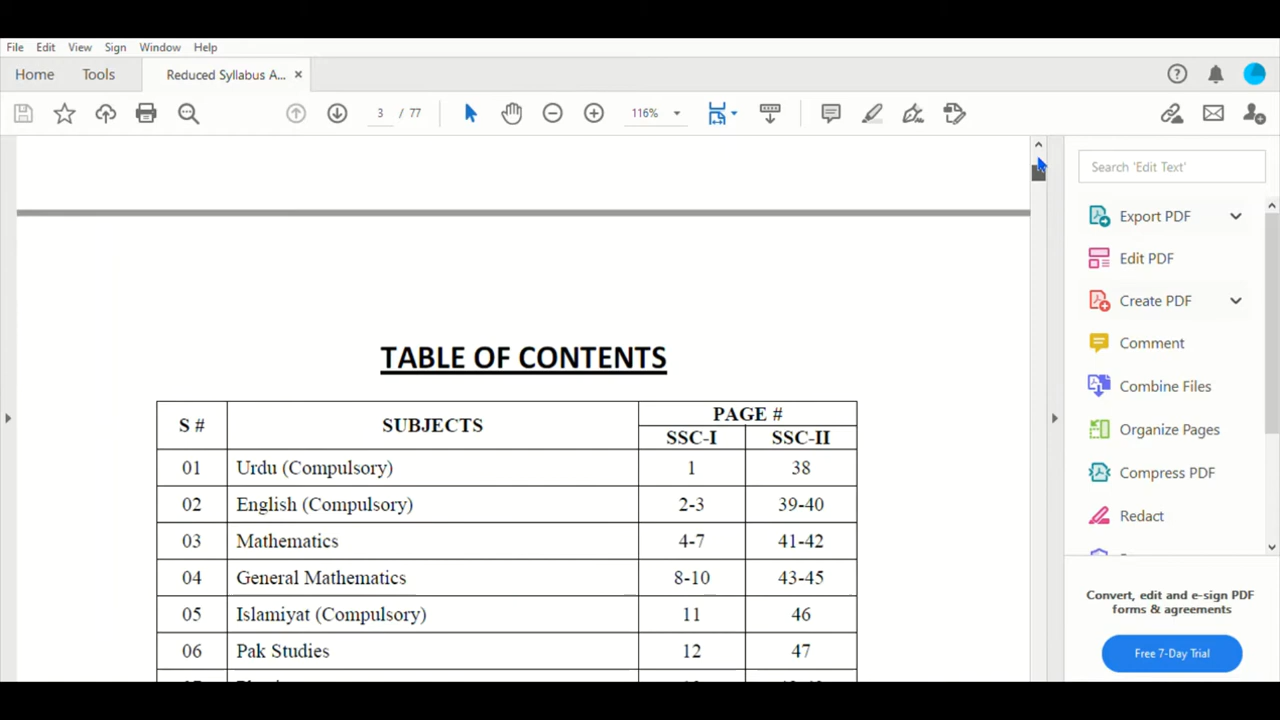 File Edit View Sign Window Help
Home Tools Reduced Syllabus A... ×
3 / 77 116%
Search 'Edit Text'
Export PDF
Edit PDF
Create PDF
Comment
Combine Files
Organize Pages
Compress PDF
Redact
Convert, edit and e-sign PDF
forms & agreements
Free 7-Day Trial
TABLE OF CONTENTS
S # SUBJECTS PAGE #
SSC-I SSC-II
01 Urdu (Compulsory) 1 38
02 English (Compulsory) 2-3 39-40
03 Mathematics 4-7 41-42
04 General Mathematics 8-10 43-45
05 Islamiyat (Compulsory) 11 46
06 Pak Studies 12 47